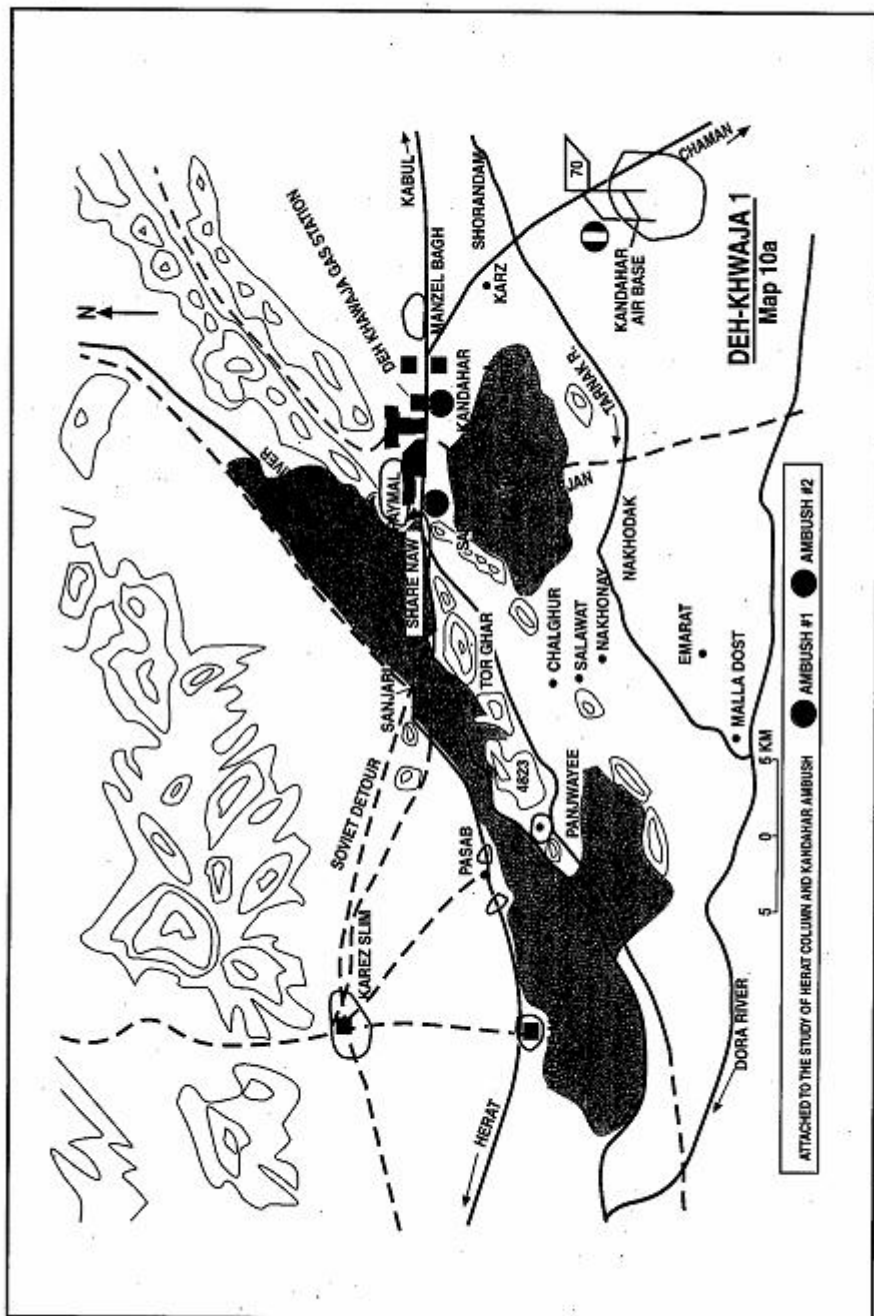 N
DEH KHAWAJA GAS STATION
SOVIET DETOUR
KAREZ SLIM
SANJARI
SHARE NAW
AYMAL
KABUL
MANZEL BAGH
KANDAHAR
HERAT
PASAB
TOR GHAR
4823
SHORANDAM
KARZ
PANJWAYEE
CHALGHUR
SALAWAT
NAKHONAY
NAKHODAK
TARNAK R.
70
CHAMAN
KANDAHAR
AIR BASE
EMARAT
MALLA DOST
DORA RIVER
5 0 5 KM
DEH-KHWAJA 1
Map 10a
ATTACHED TO THE STUDY OF HERAT COLUMN AND KANDAHAR AMBUSH AMBUSH #1 AMBUSH #2